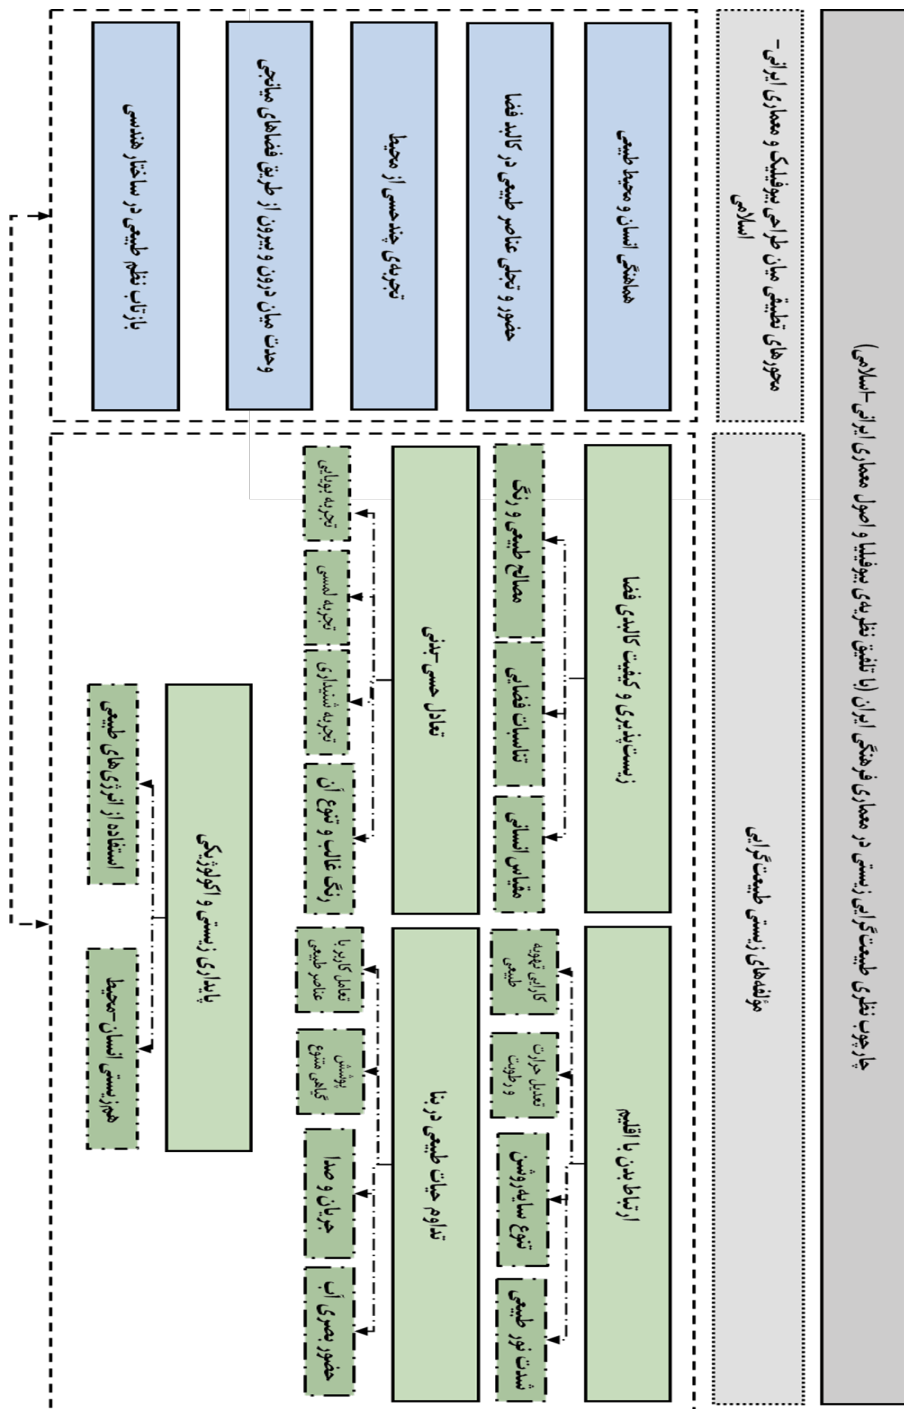 چارچوب نظری طبیعت‌گرایی زیستی در معماری فرهنگی ایران (با تلفیق نظریه‌ی بیوفیلیا و اصول معماری ایرانی-اسلامی)
مؤلفه‌های زیستی طبیعت‌گرایی
محورهای تطبیقی میان طراحی بیوفیلیک و معماری ایرانی-
اسلامی
ارتباط بدن با اقلیم
شدت نور طبیعی
تنوع سایه‌روشن
تعدیل حرارت
و رطوبت
کارایی تهویه
طبیعی
زیست‌پذیری و کیفیت کالبدی فضا
مقیاس انسانی
تناسبات فضایی
مصالح طبیعی و رنگ
تداوم حیات طبیعی در بنا
حضور بصری آب
جریان و صدا
پوشش
گیاهی متنوع
تعامل کاربر با
عناصر طبیعی
تعادل حسی-بدنی
رنگ غالب و تنوع آن
تجربه شنیداری
تجربه لمسی
تجربه بویایی
پایداری زیستی و اکولوژیکی
هم‌زیستی انسان-محیط
استفاده از انرژی‌های طبیعی
هماهنگی انسان و محیط طبیعی
حضور و تجلی عناصر طبیعی در کالبد فضا
تجربه‌ی چندحسی از محیط
وحدت میان درون و بیرون از طریق فضاهای میانجی
بازتاب نظم طبیعی در ساختار هندسی